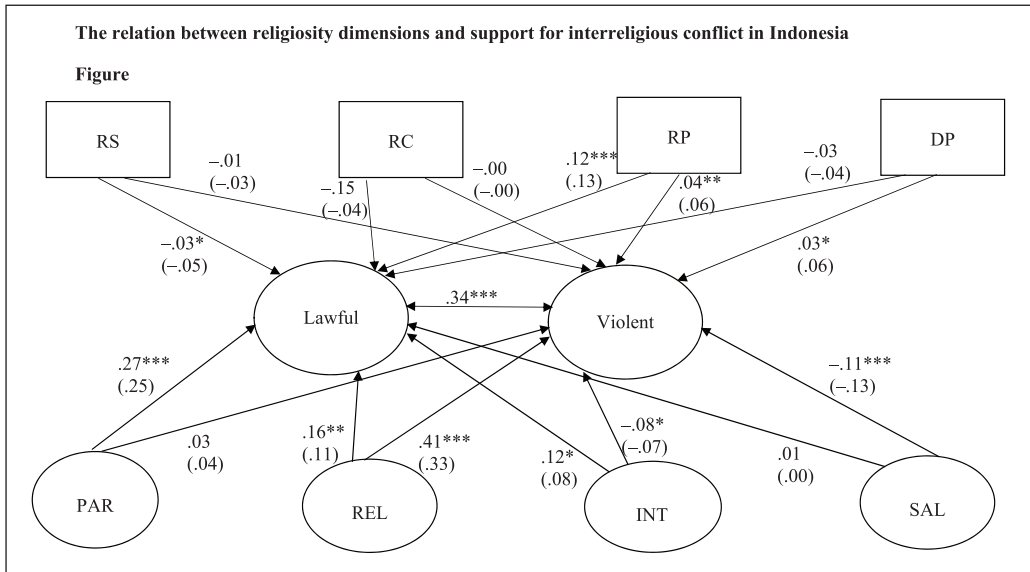 The relation between religiosity dimensions and support for interreligious conflict in Indonesia
Figure
RS
RC
RP
DP
–.01
(–.03)
–.15
(–.04)
–.00
(–.00)
.12***
(.13)
.04**
(.06)
–.03
(–.04)
–.03*
(–.05)
.03*
(.06)
Lawful
.34***
Violent
.27***
(.25)
.03
(.04)
.16**
(.11)
.41***
(.33)
.12*
(.08)
–.08*
(–.07)
.01
(.00)
–.11***
(–.13)
PAR
REL
INT
SAL